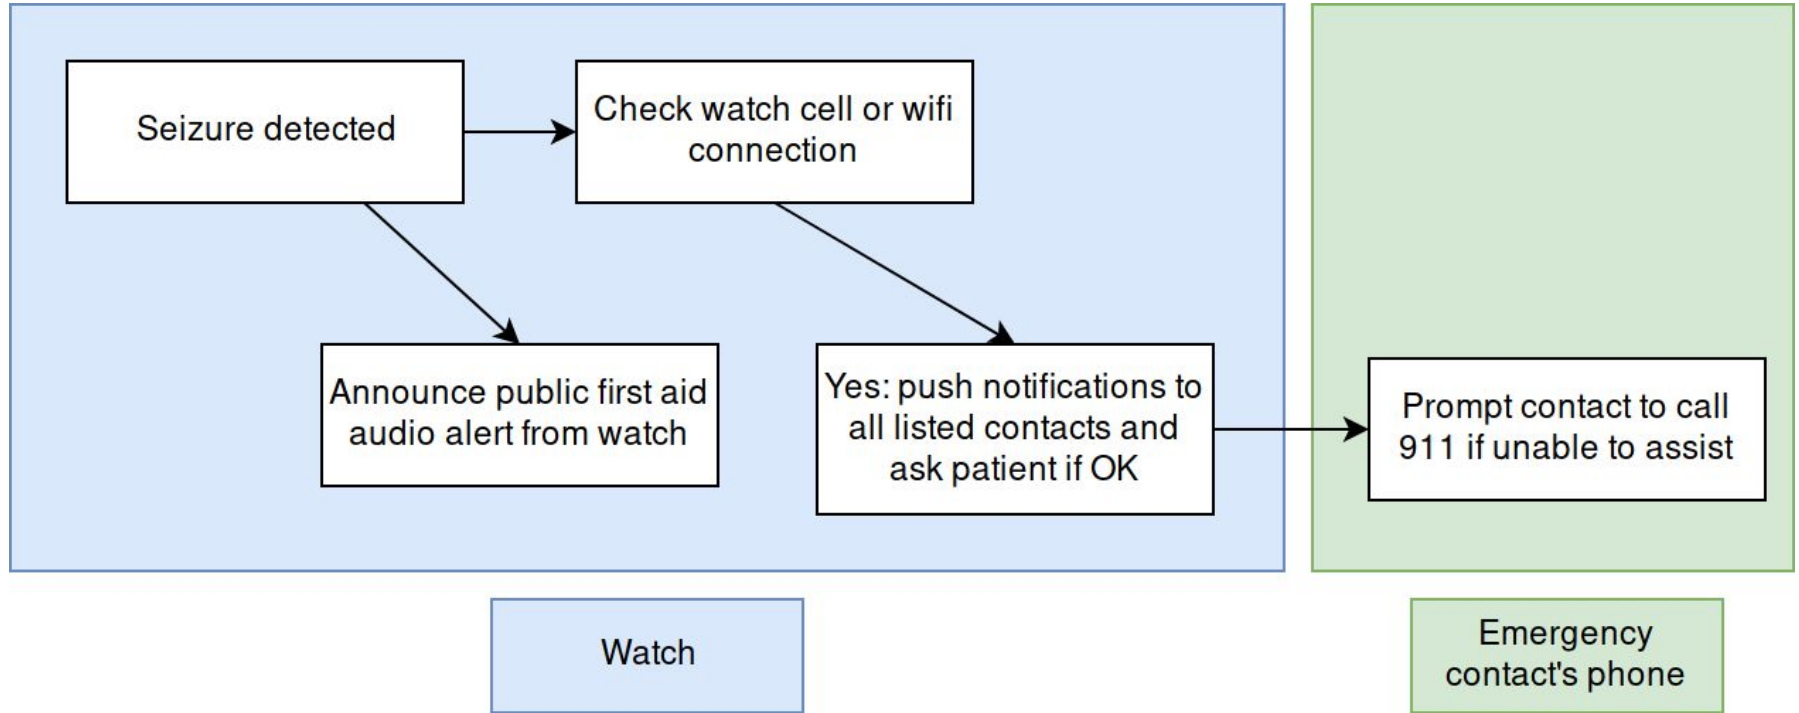 Seizure detected
Check watch cell or wifi
connection
Announce public first aid
audio alert from watch
Yes: push notifications to
all listed contacts and
ask patient if OK
Prompt contact to call
911 if unable to assist
Watch
Emergency
contact's phone